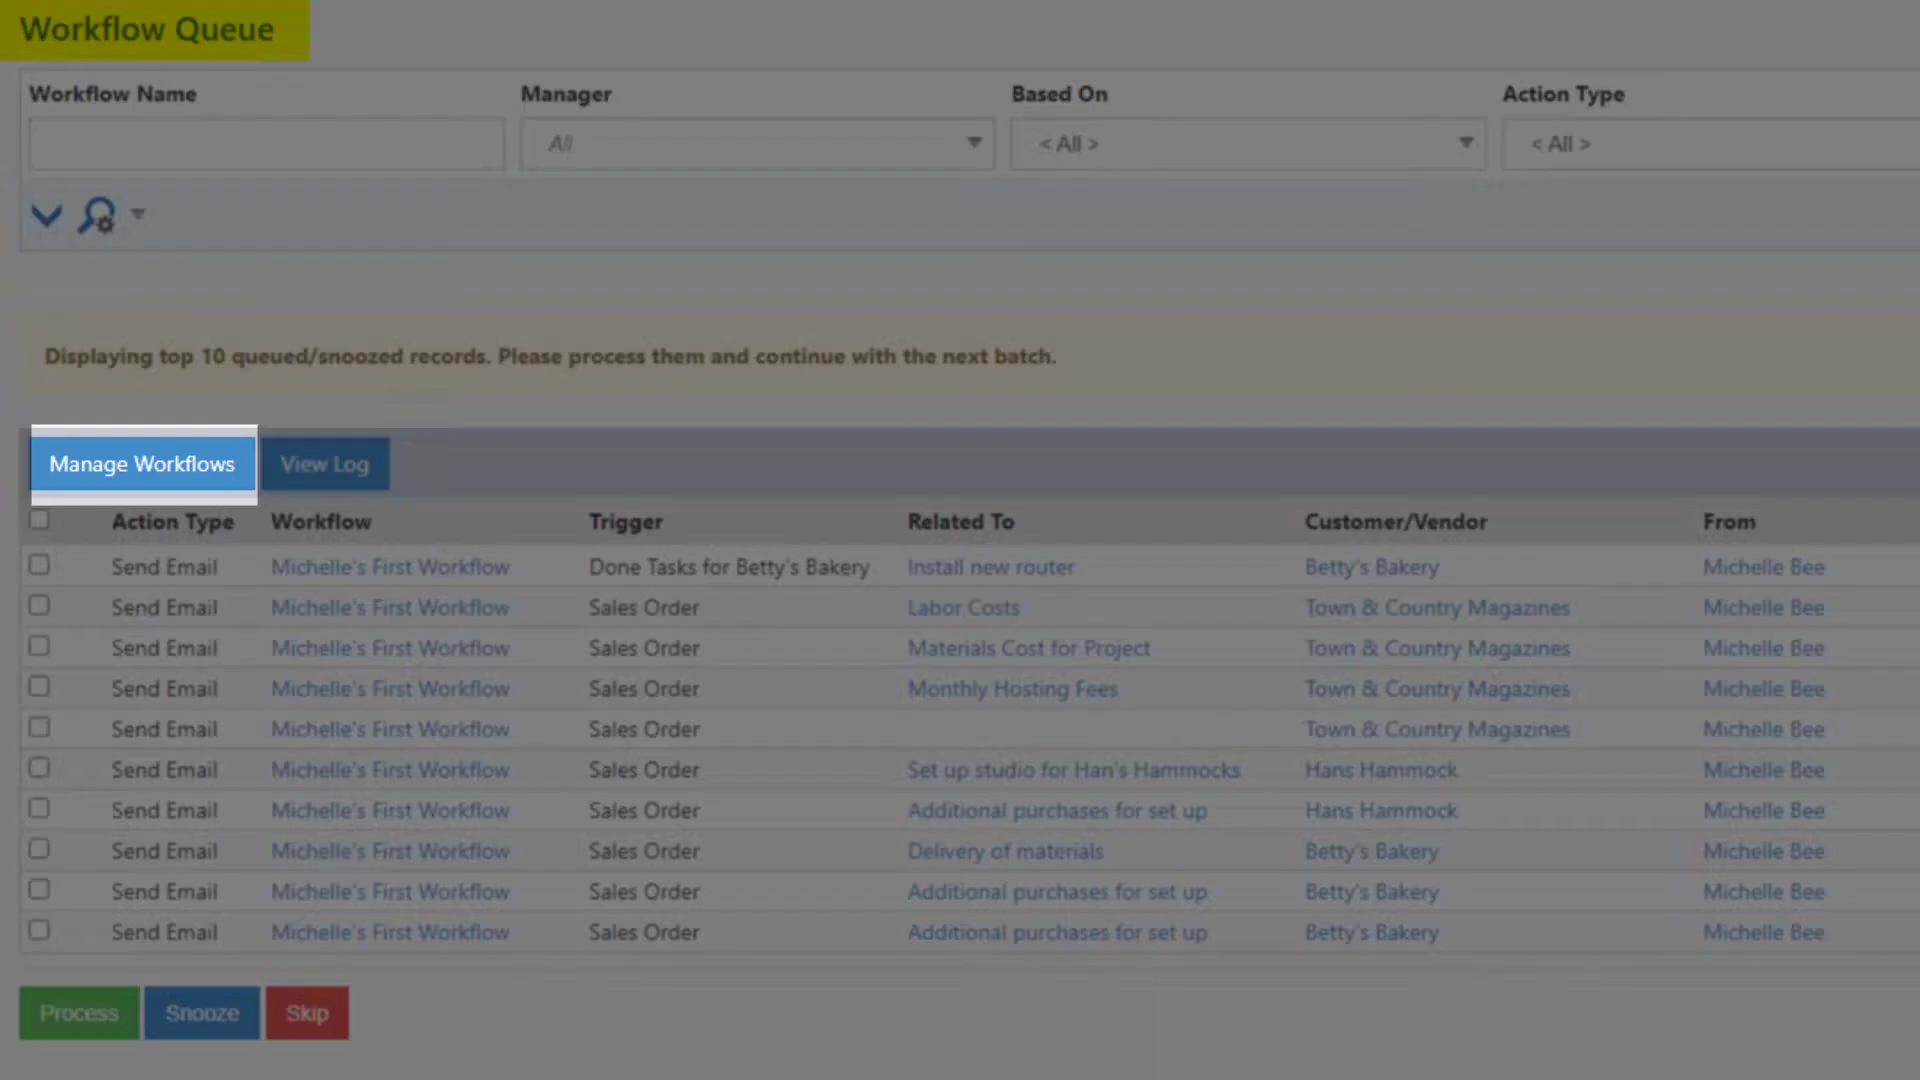 Workflow Queue
Workflow Name Manager Based On Action Type
All < All > < All >
Displaying top 10 queued/snoozed records. Please process them and continue with the next batch.
Manage Workflows View Log
Action Type Workflow Trigger Related To Customer/Vendor From
Send Email Michelle's First Workflow Done Tasks for Betty's Bakery Install new router Betty's Bakery Michelle Bee
Send Email Michelle's First Workflow Sales Order Labor Costs Town & Country Magazines Michelle Bee
Send Email Michelle's First Workflow Sales Order Materials Cost for Project Town & Country Magazines Michelle Bee
Send Email Michelle's First Workflow Sales Order Monthly Hosting Fees Town & Country Magazines Michelle Bee
Send Email Michelle's First Workflow Sales Order Town & Country Magazines Michelle Bee
Send Email Michelle's First Workflow Sales Order Set up studio for Han's Hammocks Hans Hammock Michelle Bee
Send Email Michelle's First Workflow Sales Order Additional purchases for set up Hans Hammock Michelle Bee
Send Email Michelle's First Workflow Sales Order Delivery of materials Betty's Bakery Michelle Bee
Send Email Michelle's First Workflow Sales Order Additional purchases for set up Betty's Bakery Michelle Bee
Send Email Michelle's First Workflow Sales Order Additional purchases for set up Betty's Bakery Michelle Bee
Process Snooze Skip